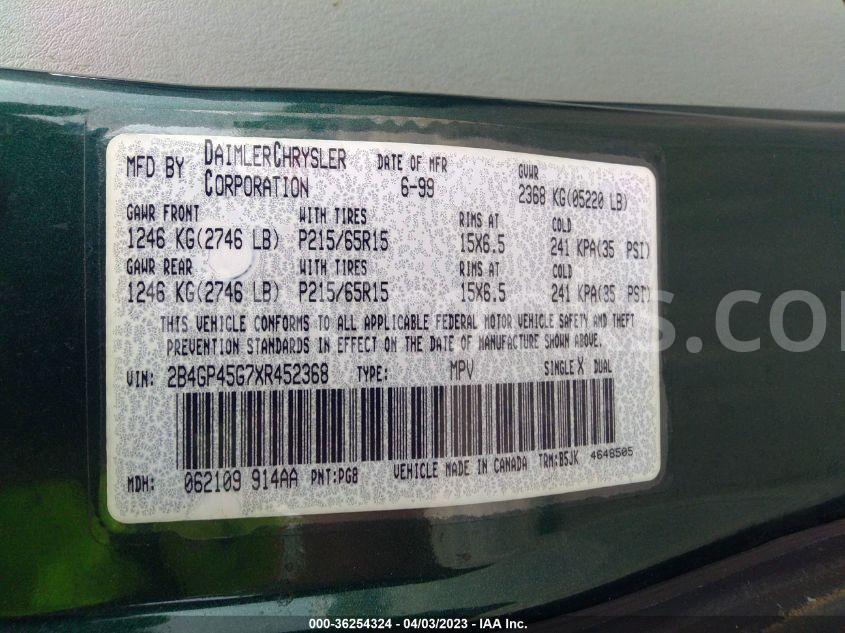 MFD BY DAIMLERCHRYSLER CORPORATION DATE OF MFR 6-99 GVWR 2368 KG(05220 LB)
GAWR FRONT WITH TIRES RIMS AT COLD
1246 KG(2746 LB) P215/65R15 15X6.5 241 KPA(35 PSI)
GAWR REAR WITH TIRES RIMS AT COLD
1246 KG(2746 LB) P215/65R15 15X6.5 241 KPA(35 PSI)
THIS VEHICLE CONFORMS TO ALL APPLICABLE FEDERAL MOTOR VEHICLE SAFETY AND THEFT
PREVENTION STANDARDS IN EFFECT ON THE DATE OF MANUFACTURE SHOWN ABOVE.
VIN: 2B4GP45G7XR452368 TYPE: MPV SINGLE X DUAL
MDH: 062109 914AA PNT:PG8 VEHICLE MADE IN CANADA TRM:B5JK 4648505
000-36254324 - 04/03/2023 - IAA Inc.